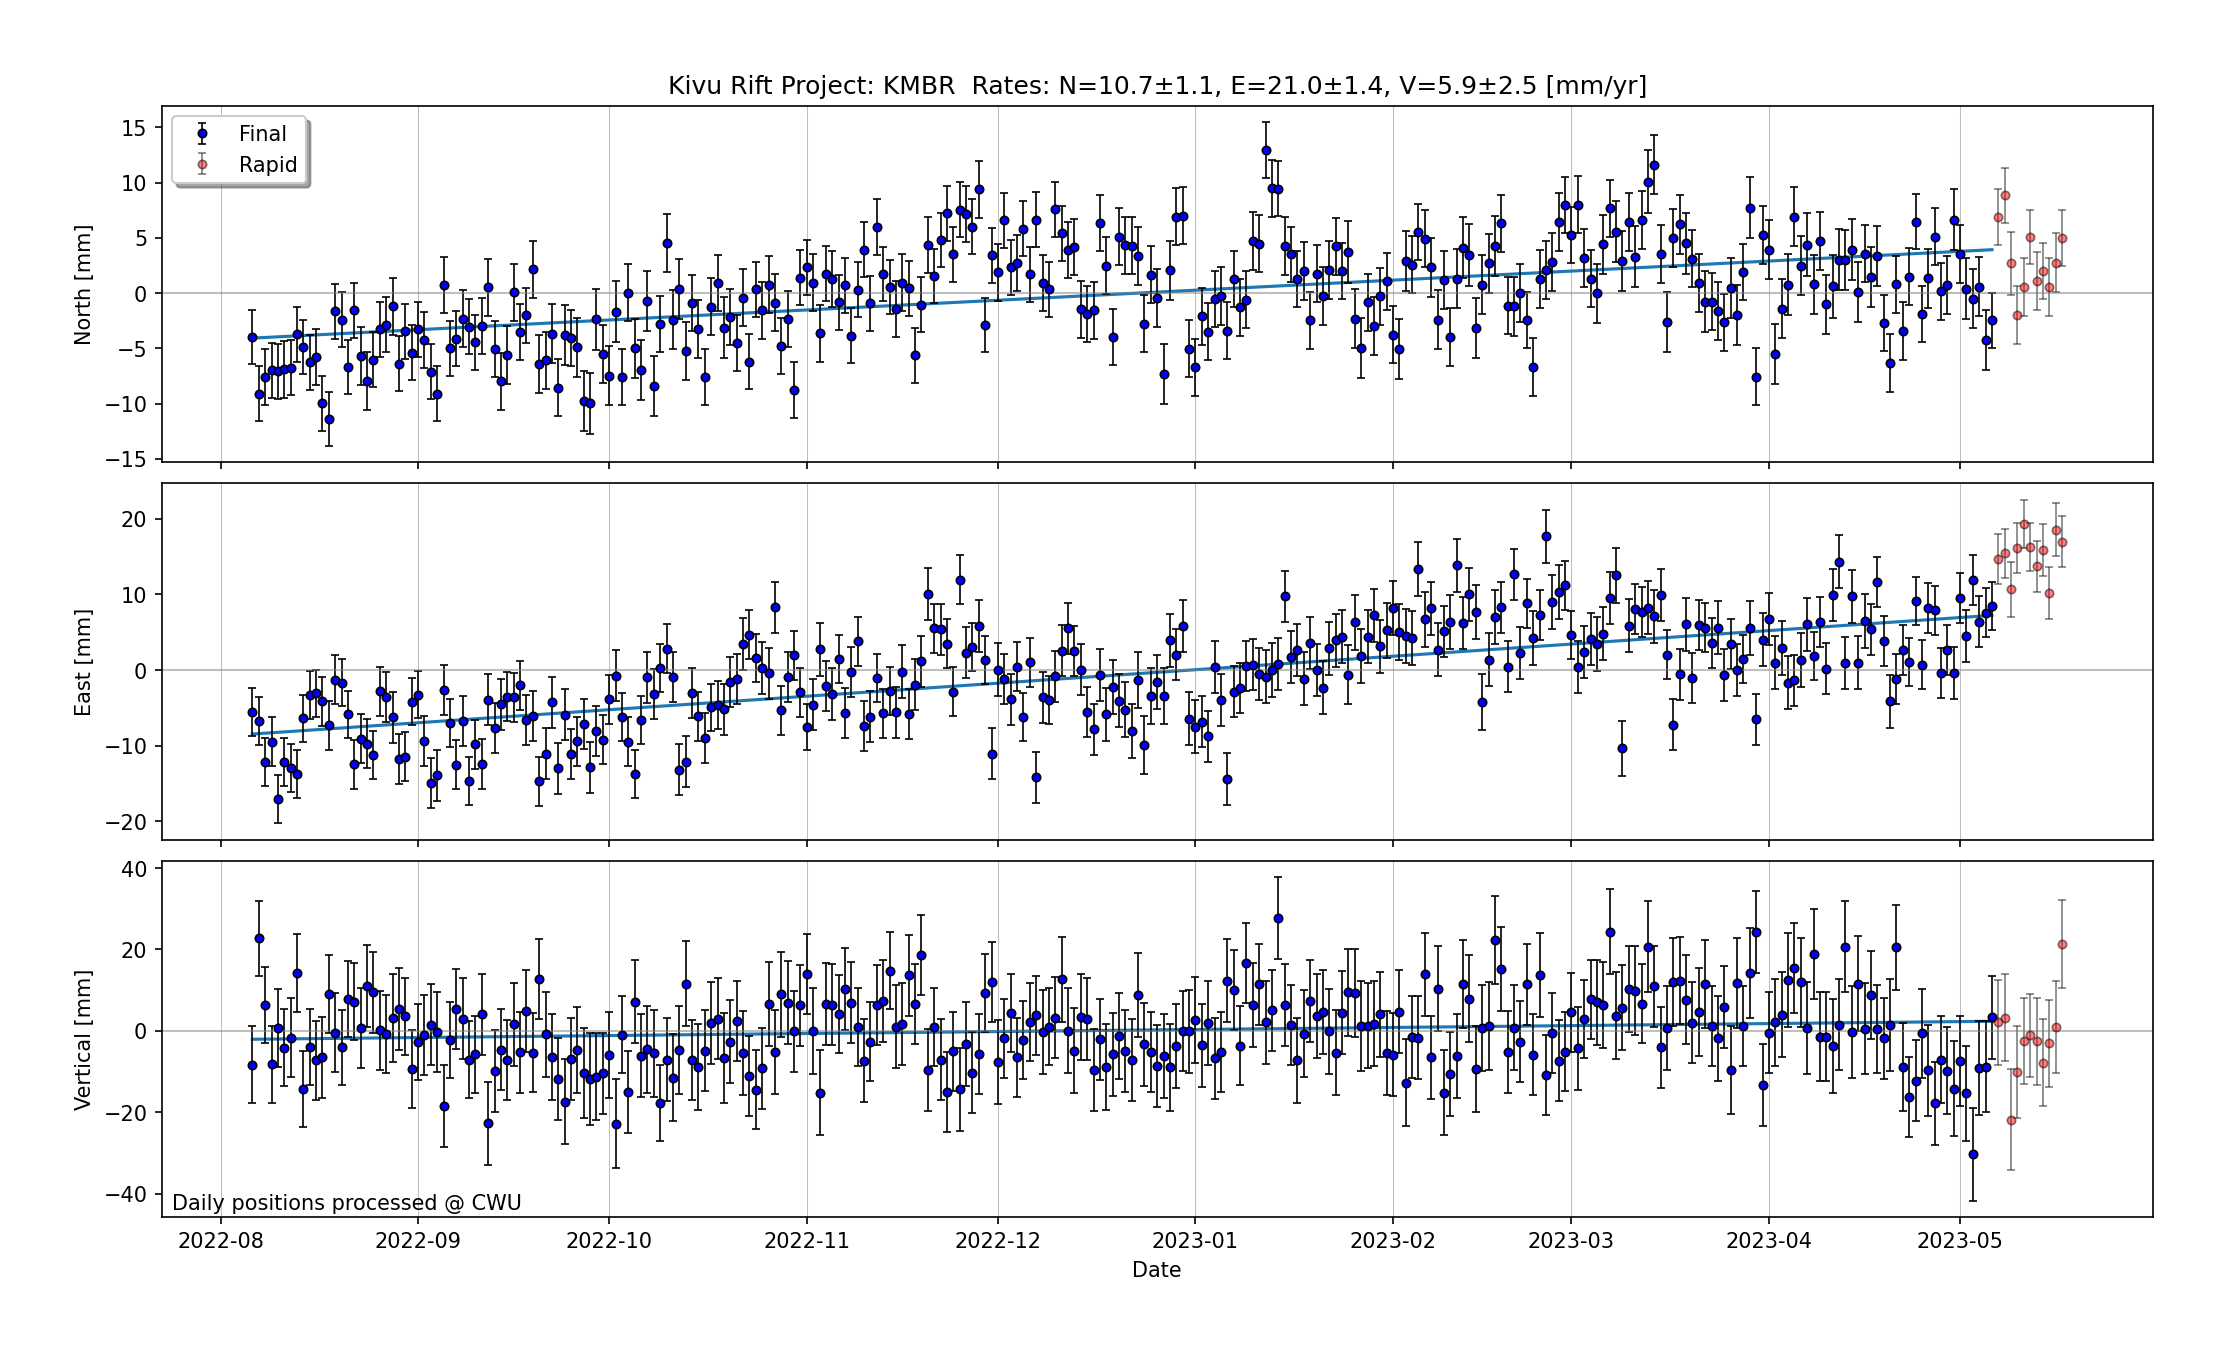 Kivu Rift Project: KMBR  Rates: N=10.7±1.1, E=21.0±1.4, V=5.9±2.5 [mm/yr]
Final
Rapid
North [mm]
15
10
5
0
−5
−10
−15
East [mm]
20
10
0
−10
−20
Vertical [mm]
40
20
0
−20
−40
Daily positions processed @ CWU
2022-08 2022-09 2022-10 2022-11 2022-12 2023-01 2023-02 2023-03 2023-04 2023-05
Date